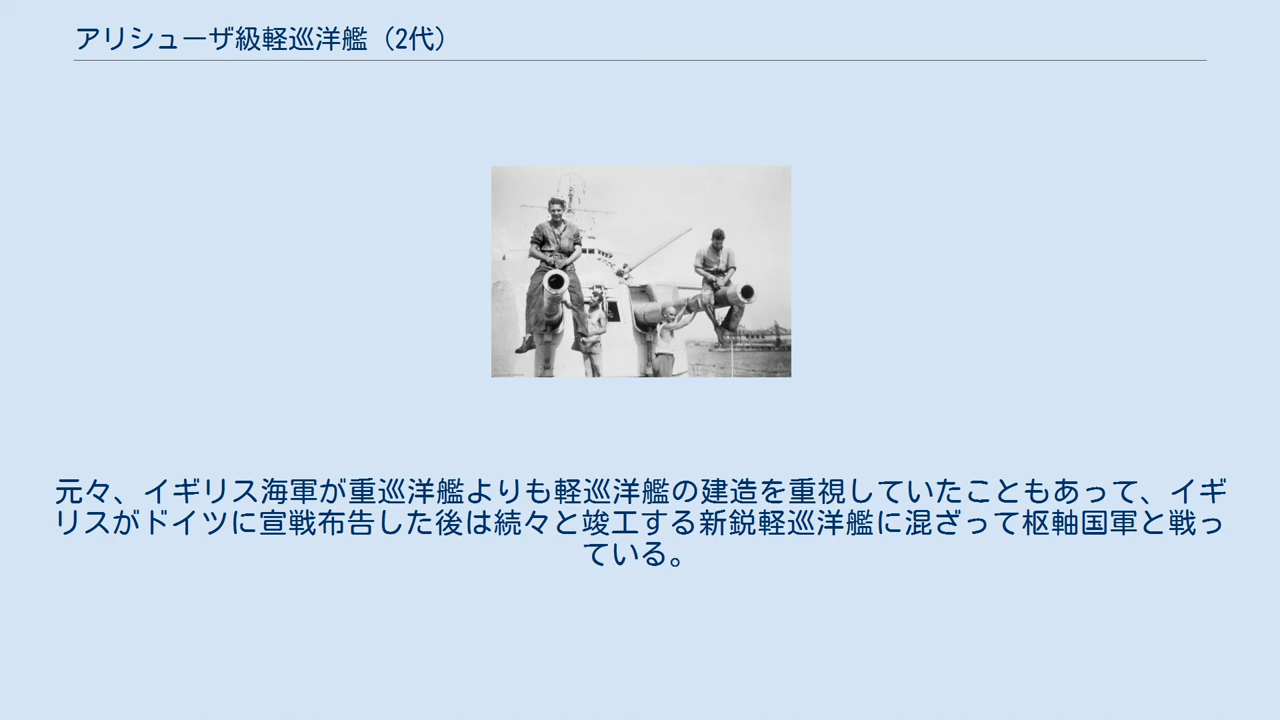 アリシューザ級軽巡洋艦（2代）
元々、イギリス海軍が重巡洋艦よりも軽巡洋艦の建造を重視していたこともあって、イギ
リスがドイツに宣戦布告した後は続々と竣工する新鋭軽巡洋艦に混ざって枢軸国軍と戦っ
ている。